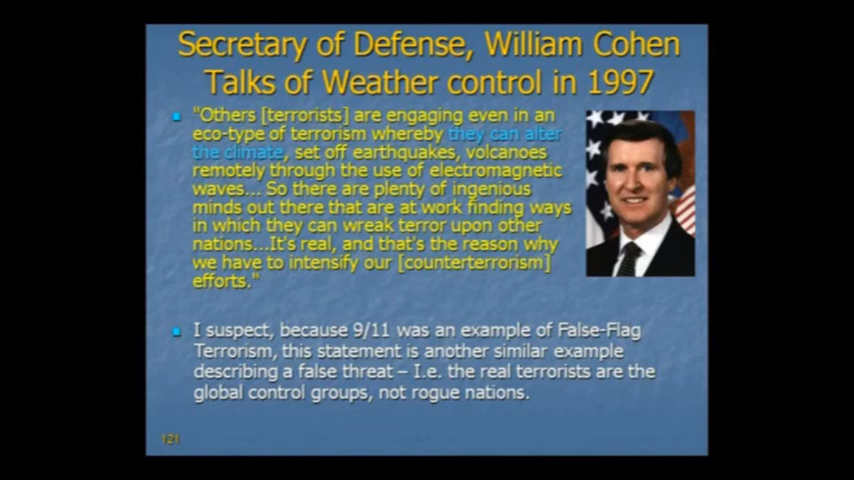 Secretary of Defense, William Cohen
Talks of Weather control in 1997
"Others [terrorists] are engaging even in an
eco-type of terrorism whereby they can alter
the climate, set off earthquakes, volcanoes
remotely through the use of electromagnetic
waves... So there are plenty of ingenious
minds out there that are at work finding ways
in which they can wreak terror upon other
nations...It's real, and that's the reason why
we have to intensify our [counterterrorism]
efforts."
I suspect, because 9/11 was an example of False-Flag
Terrorism, this statement is another similar example
describing a false threat – I.e. the real terrorists are the
global control groups, not rogue nations.
121